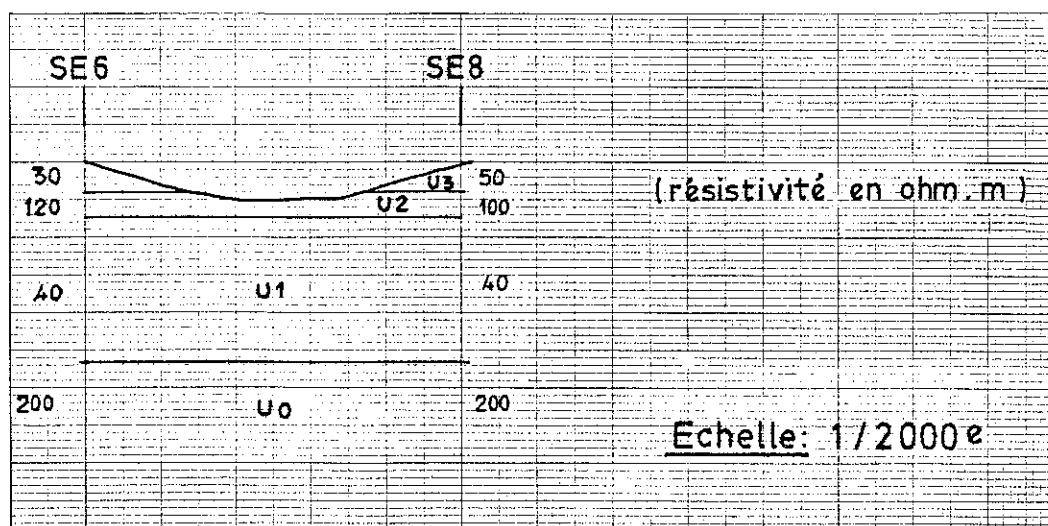 SE6 SE8
30 U3 50
(résistivité en ohm.m)
120 U2 100
40 U1 40
200 U0 200
Echelle: 1/2000e